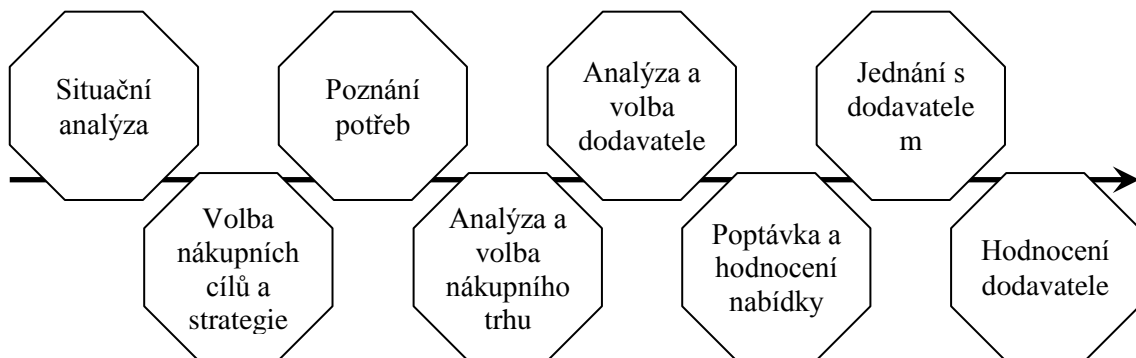 Situační
analýza
Volba
nákupních
cílů a
strategie
Poznání
potřeb
Analýza a
volba
nákupního
trhu
Analýza a
volba
dodavatele
Poptávka a
hodnocení
nabídky
Jednání s
dodavatele
m
Hodnocení
dodavatele